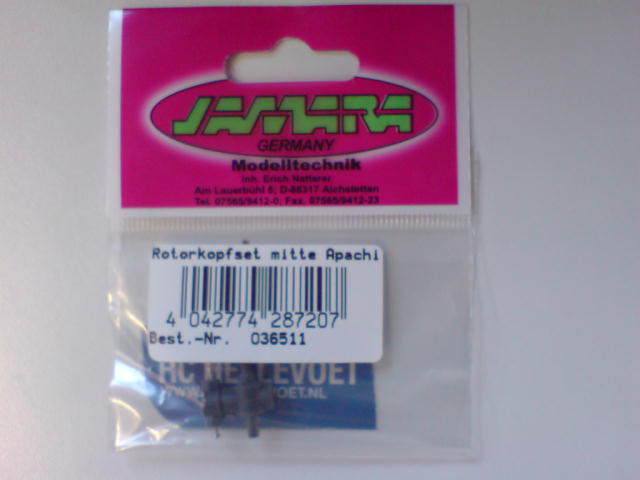 JAMARA
GERMANY
Modelltechnik
Inh. Erich Natterer
Am Lauerbühl 5; D-88317 Aichstetten
Tel. 07565/9412-0; Fax. 07565/9412-23
Rotorkopfset mitte Apachi
4 042774 287207
Best.-Nr. 036511
RC